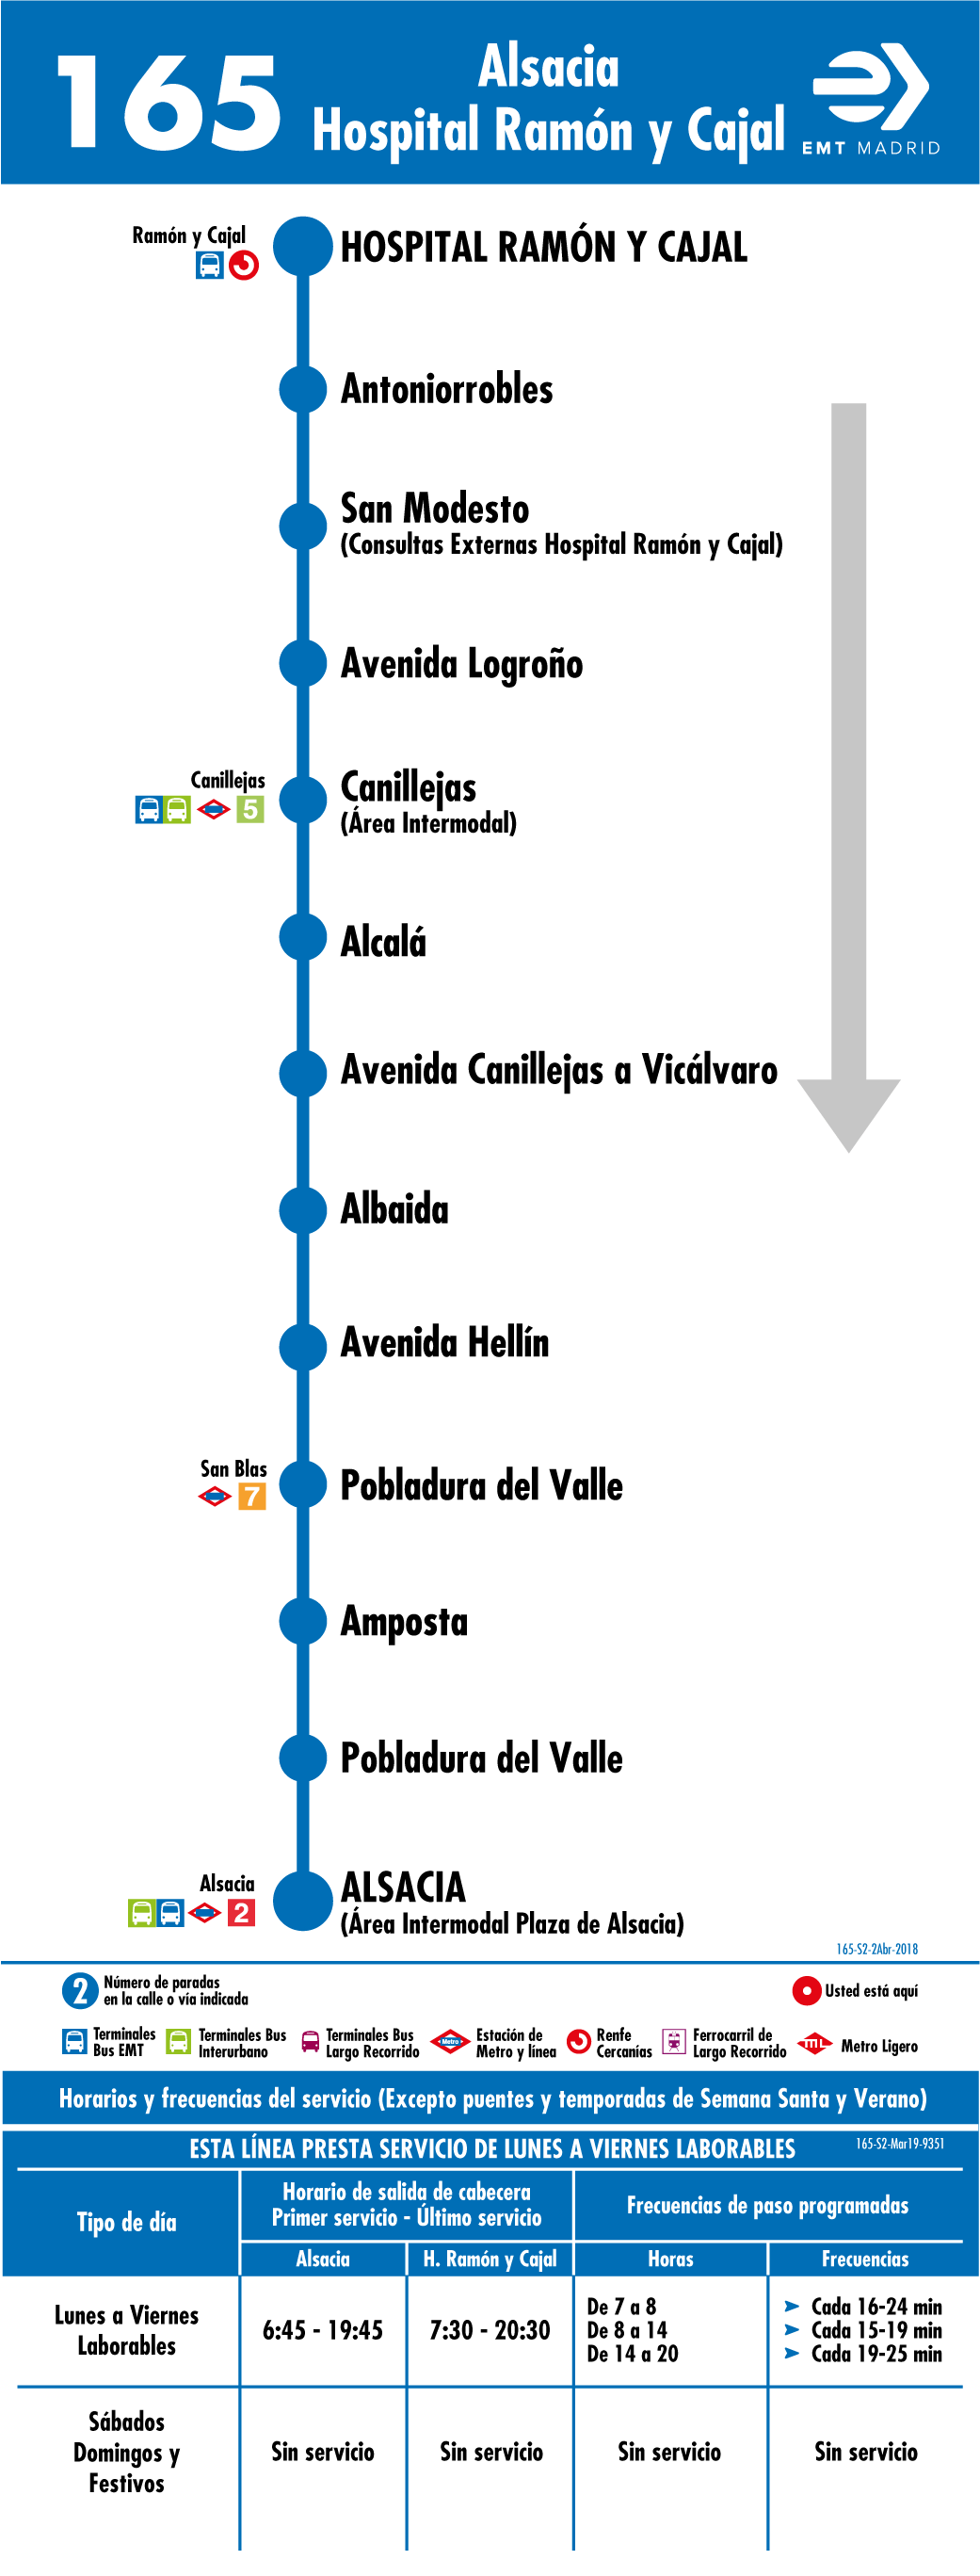 165
Alsacia
Hospital Ramón y Cajal
EMT MADRID
Ramón y Cajal
HOSPITAL RAMÓN Y CAJAL
Antoniorrobles
San Modesto
(Consultas Externas Hospital Ramón y Cajal)
Avenida Logroño
Canillejas
5
Canillejas
(Área Intermodal)
Alcalá
Avenida Canillejas a Vicálvaro
Albaida
Avenida Hellín
San Blas
7
Pobladura del Valle
Amposta
Pobladura del Valle
Alsacia
2
ALSACIA
(Área Intermodal Plaza de Alsacia)
165-S2-2Abr-2018
2
Número de paradas
en la calle o vía indicada
Usted está aquí
Terminales
Bus EMT
Terminales Bus
Interurbano
Terminales Bus
Largo Recorrido
Metro
Estación de
Metro y línea
Renfe
Cercanías
Ferrocarril de
Largo Recorrido
ML
Metro Ligero
Horarios y frecuencias del servicio (Excepto puentes y temporadas de Semana Santa y Verano)
ESTA LÍNEA PRESTA SERVICIO DE LUNES A VIERNES LABORABLES
165-S2-Mar19-9351
Tipo de día
Horario de salida de cabecera
Primer servicio - Último servicio
Frecuencias de paso programadas
Alsacia
H. Ramón y Cajal
Horas
Frecuencias
Lunes a Viernes
Laborables
6:45 - 19:45
7:30 - 20:30
De 7 a 8
Cada 16-24 min
De 8 a 14
Cada 15-19 min
De 14 a 20
Cada 19-25 min
Sábados
Domingos y
Festivos
Sin servicio
Sin servicio
Sin servicio
Sin servicio